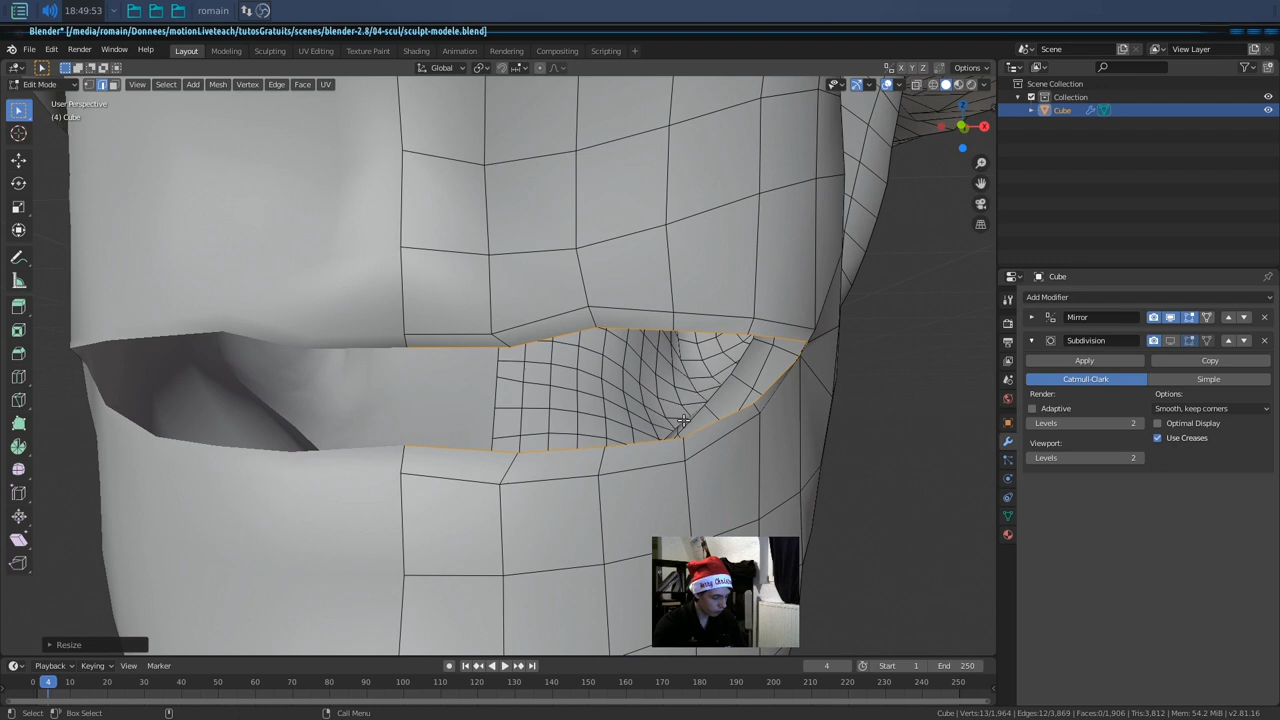 18:49:53 romain
Blender* [/media/romain/Donnees/motionLiveteach/tutosGratuits/scenes/blender-2.8/04-scul/sculpt-modele.blend]
File Edit Render Window Help Layout Modeling Sculpting UV Editing Texture Paint Shading Animation Rendering Compositing Scripting + Scene View Layer
Global X Y Z Options
Edit Mode View Select Add Mesh Vertex Edge Face UV
User Perspective
(4) Cube
Scene Collection
Collection
Cube
Z
Cube
Add Modifier
Mirror
Subdivision
Apply Copy
Catmull-Clark Simple
Render: Options:
Adaptive Smooth, keep corners
Levels 2 Optimal Display
Viewport: Use Creases
Levels 2
Merry Christmas
Resize
Playback Keying View Marker 4 Start 1 End 250
0 4 10 20 30 40 50 60 70 80 90 100 110 120 130 140 150 160 170 180 190 200 210 220 230 240 250
Select Box Select Call Menu Cube | Verts:13/1,964 | Edges:12/3,869 | Faces:0/1,906 | Tris:3,812 | Mem: 54.2 MiB | v2.81.16